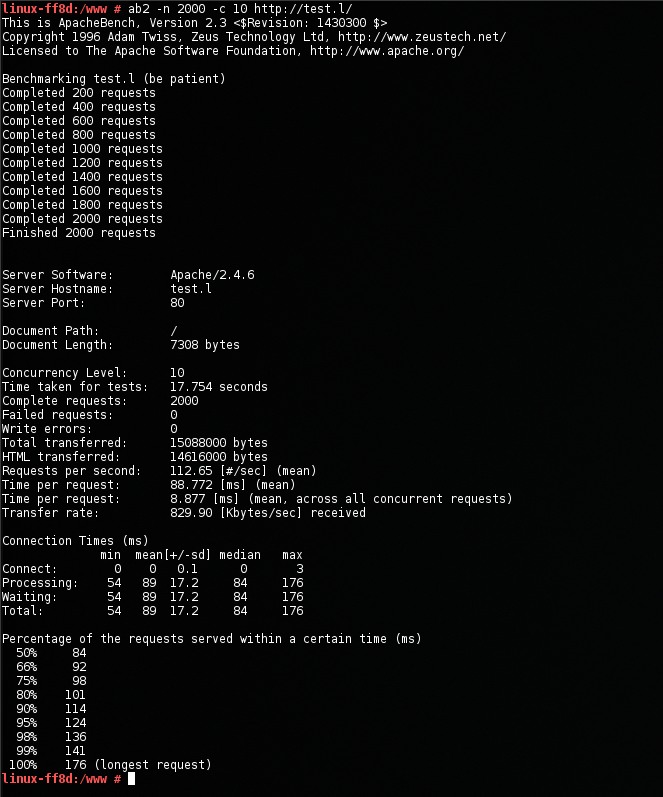 linux-ff8d:/www # ab2 -n 2000 -c 10 http://test.l/
This is ApacheBench, Version 2.3 <$Revision: 1430300 $>
Copyright 1996 Adam Twiss, Zeus Technology Ltd, http://www.zeustech.net/
Licensed to The Apache Software Foundation, http://www.apache.org/

Benchmarking test.l (be patient)
Completed 200 requests
Completed 400 requests
Completed 600 requests
Completed 800 requests
Completed 1000 requests
Completed 1200 requests
Completed 1400 requests
Completed 1600 requests
Completed 1800 requests
Completed 2000 requests
Finished 2000 requests


Server Software:        Apache/2.4.6
Server Hostname:        test.l
Server Port:            80

Document Path:          /
Document Length:        7308 bytes

Concurrency Level:      10
Time taken for tests:   17.754 seconds
Complete requests:      2000
Failed requests:        0
Write errors:           0
Total transferred:      15088000 bytes
HTML transferred:       14616000 bytes
Requests per second:    112.65 [#/sec] (mean)
Time per request:       88.772 [ms] (mean)
Time per request:       8.877 [ms] (mean, across all concurrent requests)
Transfer rate:          829.90 [Kbytes/sec] received

Connection Times (ms)
              min  mean[+/-sd] median   max
Connect:        0    0   0.1      0       3
Processing:    54   89  17.2     84     176
Waiting:       54   89  17.2     84     176
Total:         54   89  17.2     84     176

Percentage of the requests served within a certain time (ms)
  50%     84
  66%     92
  75%     98
  80%    101
  90%    114
  95%    124
  98%    136
  99%    141
 100%    176 (longest request)
linux-ff8d:/www #